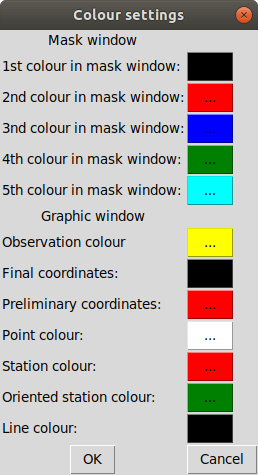 Colour settings
Mask window
1st colour in mask window:
2nd colour in mask window: ...
3nd colour in mask window: ...
4th colour in mask window: ...
5th colour in mask window: ...
Graphic window
Observation colour ...
Final coordinates:
Preliminary coordinates: ...
Point colour: ...
Station colour: ...
Oriented station colour: ...
Line colour:
OK Cancel